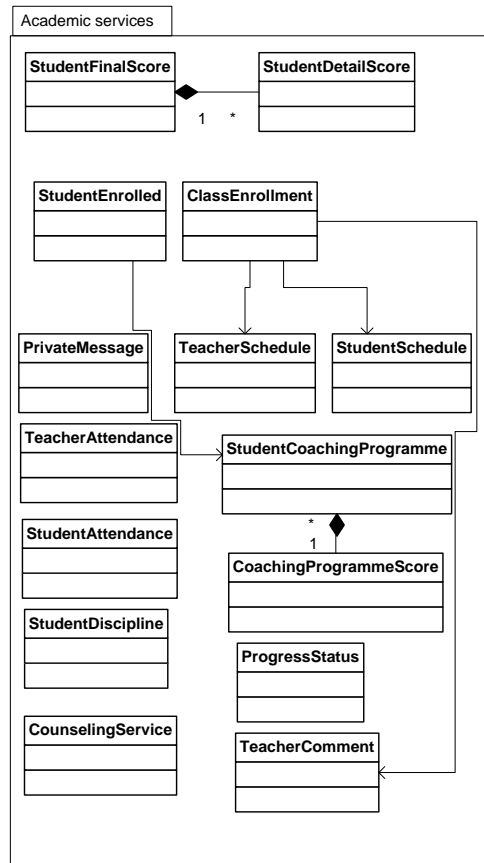 Academic services
StudentFinalScore
StudentDetailScore
1
*
StudentEnrolled
ClassEnrollment
PrivateMessage
TeacherSchedule
StudentSchedule
TeacherAttendance
StudentCoachingProgramme
StudentAttendance
*
1
CoachingProgrammeScore
StudentDiscipline
ProgressStatus
CounselingService
TeacherComment